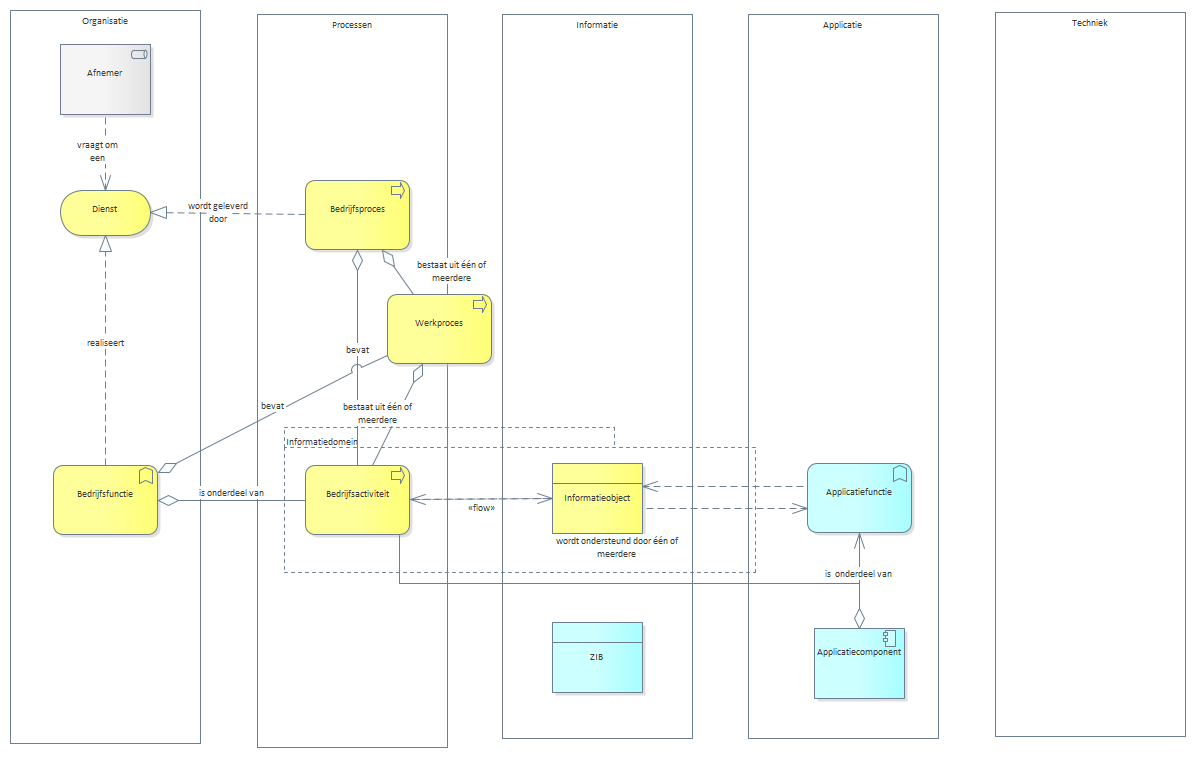 Organisatie
Processen
Informatie
Applicatie
Techniek
Afnemer
vraagt om
een
Dienst
wordt geleverd
door
Bedrijfsproces
bestaat uit één of
meerdere
Werkproces
realiseert
bevat
bevat
bestaat uit één of
meerdere
Informatiedomein
Bedrijfsfunctie
is onderdeel van
Bedrijfsactiviteit
«flow»
Informatieobject
Applicatiefunctie
wordt ondersteund door één of
meerdere
is onderdeel van
ZIB
Applicatiecomponent